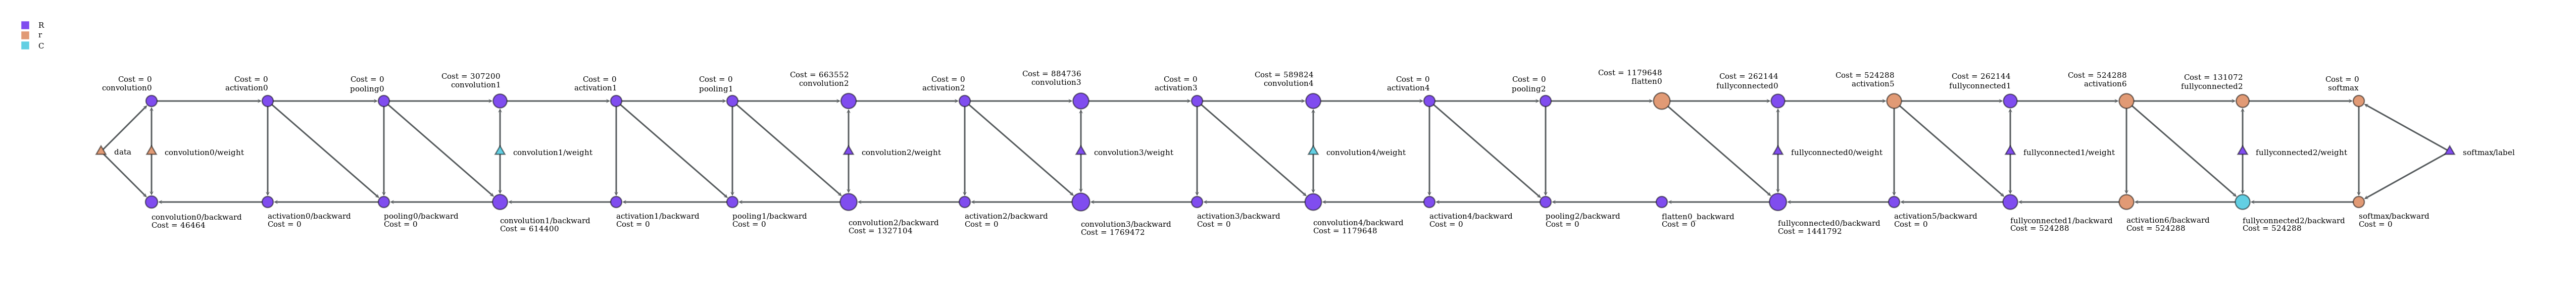 R
r
C
Cost = 0
convolution0
Cost = 0
activation0
Cost = 0
pooling0
Cost = 307200
convolution1
Cost = 0
activation1
Cost = 0
pooling1
Cost = 663552
convolution2
Cost = 0
activation2
Cost = 884736
convolution3
Cost = 0
activation3
Cost = 589824
convolution4
Cost = 0
activation4
Cost = 0
pooling2
Cost = 1179648
flatten0
Cost = 262144
fullyconnected0
Cost = 524288
activation5
Cost = 262144
fullyconnected1
Cost = 524288
activation6
Cost = 131072
fullyconnected2
Cost = 0
softmax
data
convolution0/weight
convolution1/weight
convolution2/weight
convolution3/weight
convolution4/weight
fullyconnected0/weight
fullyconnected1/weight
fullyconnected2/weight
softmax/label
convolution0/backward
Cost = 46464
activation0/backward
Cost = 0
pooling0/backward
Cost = 0
convolution1/backward
Cost = 614400
activation1/backward
Cost = 0
pooling1/backward
Cost = 0
convolution2/backward
Cost = 1327104
activation2/backward
Cost = 0
convolution3/backward
Cost = 1769472
activation3/backward
Cost = 0
convolution4/backward
Cost = 1179648
activation4/backward
Cost = 0
pooling2/backward
Cost = 0
flatten0_backward
Cost = 0
fullyconnected0/backward
Cost = 1441792
activation5/backward
Cost = 0
fullyconnected1/backward
Cost = 524288
activation6/backward
Cost = 524288
fullyconnected2/backward
Cost = 524288
softmax/backward
Cost = 0